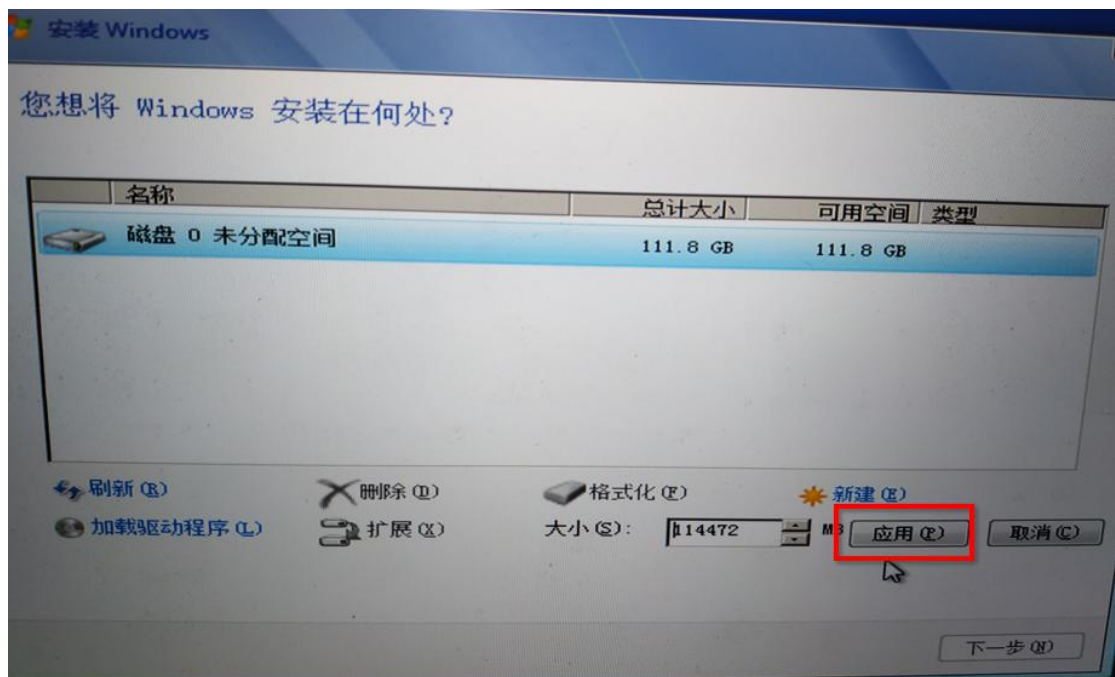 安装 Windows
您想将 Windows 安装在何处?
名称 总计大小 可用空间 类型
磁盘 0 未分配空间 111.8 GB 111.8 GB
刷新(R) 删除(D) 格式化(F) 新建(E)
加载驱动程序(L) 扩展(X) 大小(S): 114472 MB 应用(P) 取消(C)
下一步(N)